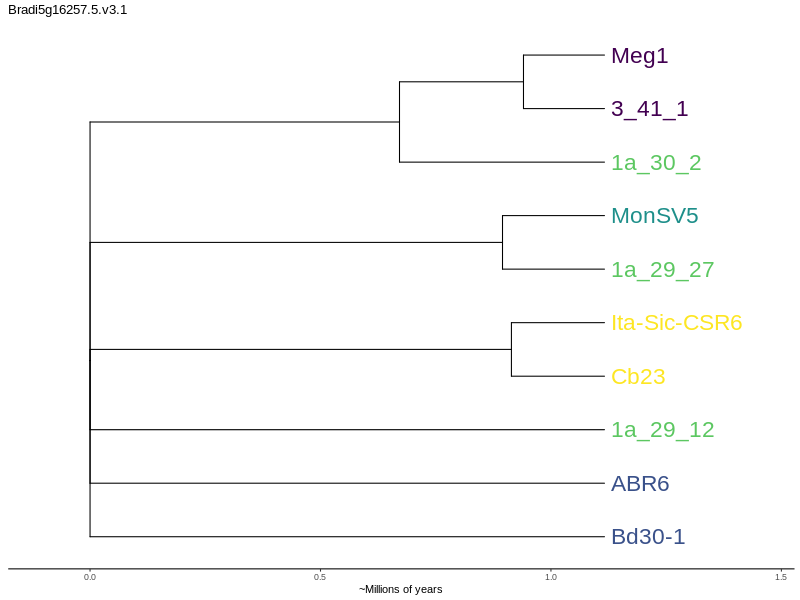 Bradi5g16257.5.v3.1
Meg1
3_41_1
1a_30_2
MonSV5
1a_29_27
Ita-Sic-CSR6
Cb23
1a_29_12
ABR6
Bd30-1
0.0 0.5 1.0 1.5
~Millions of years